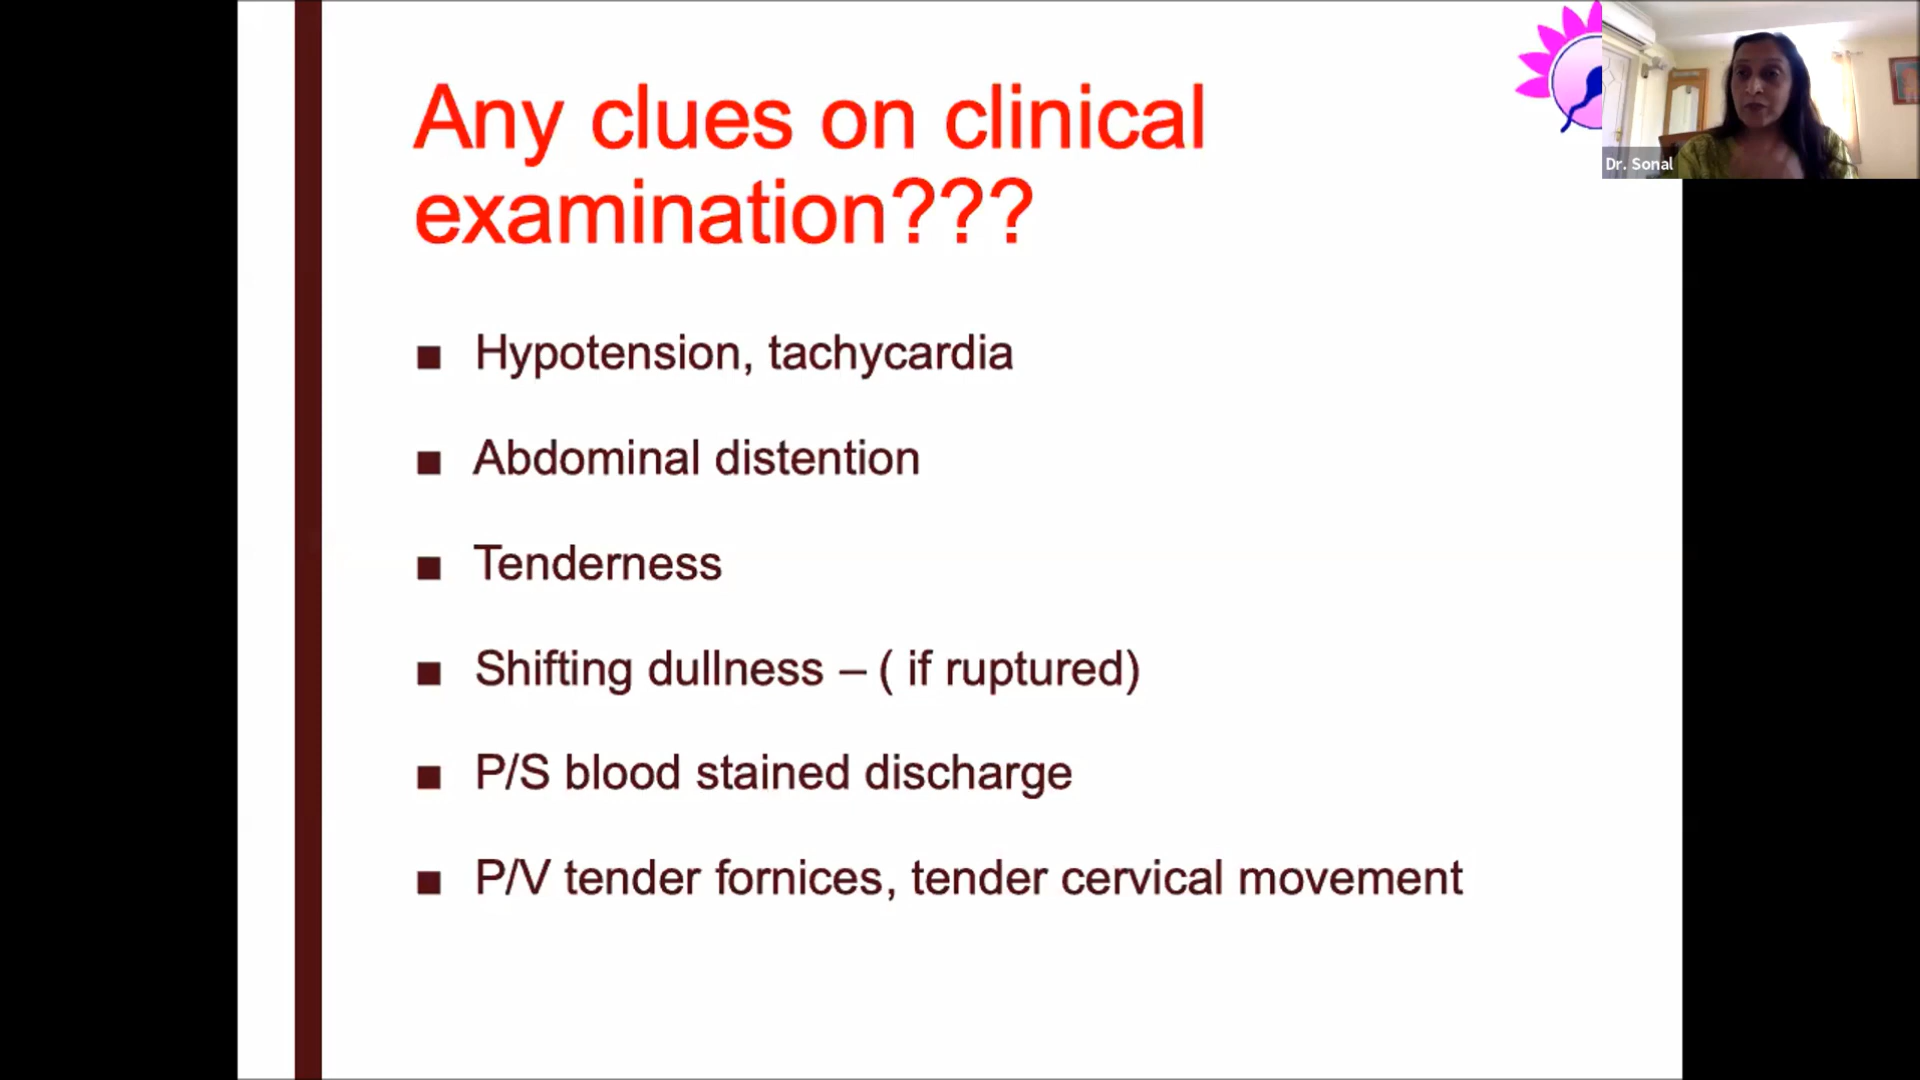 Any clues on clinical
examination???
■ Hypotension, tachycardia
■ Abdominal distention
■ Tenderness
■ Shifting dullness – ( if ruptured)
■ P/S blood stained discharge
■ P/V tender fornices, tender cervical movement
Dr. Sonal